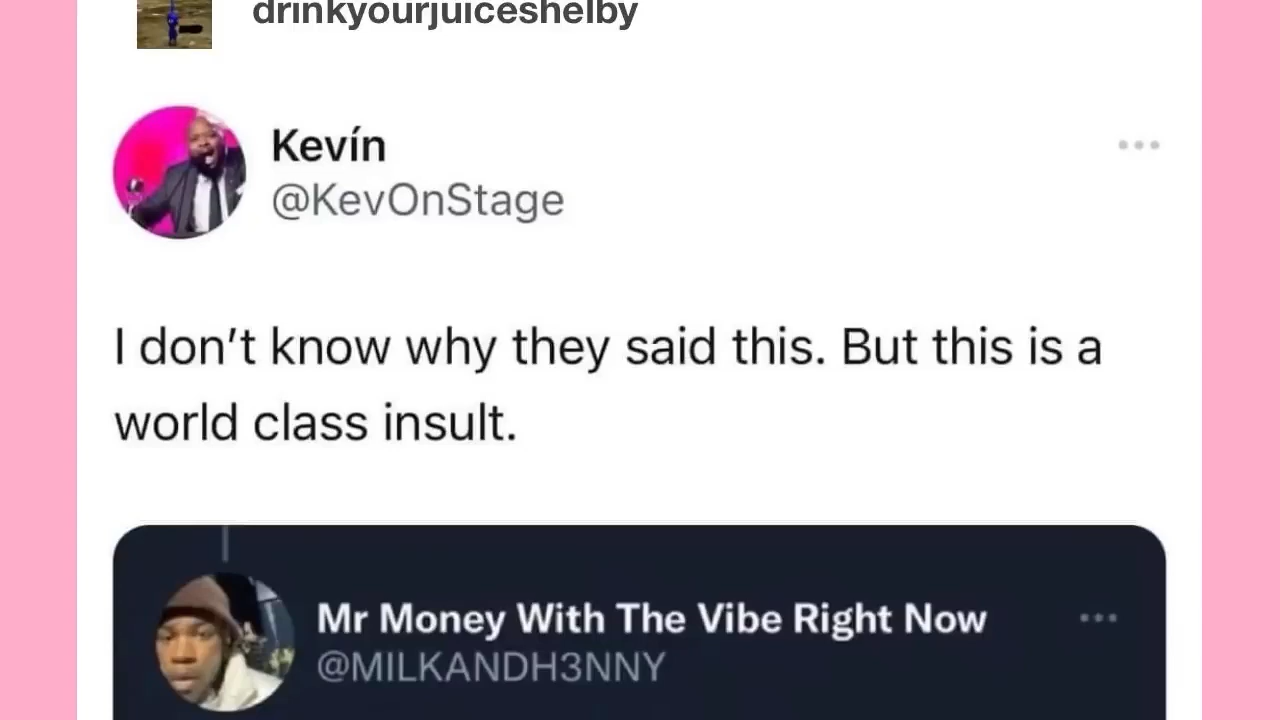 drinkyourjuiceshelby
Kevín
@KevOnStage
I don't know why they said this. But this is a
world class insult.
Mr Money With The Vibe Right Now
@MILKANDH3NNY